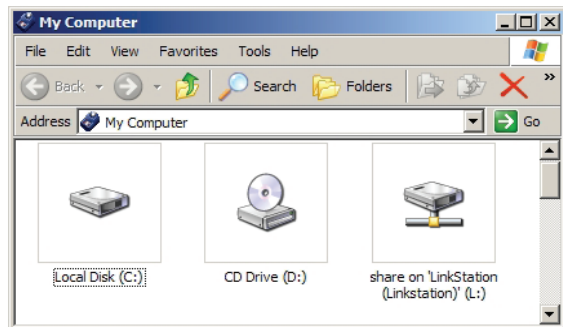 My Computer
File Edit View Favorites Tools Help
Back Search Folders »
Address My Computer Go
Local Disk (C:) CD Drive (D:) share on 'LinkStation
(Linkstation)' (L:)